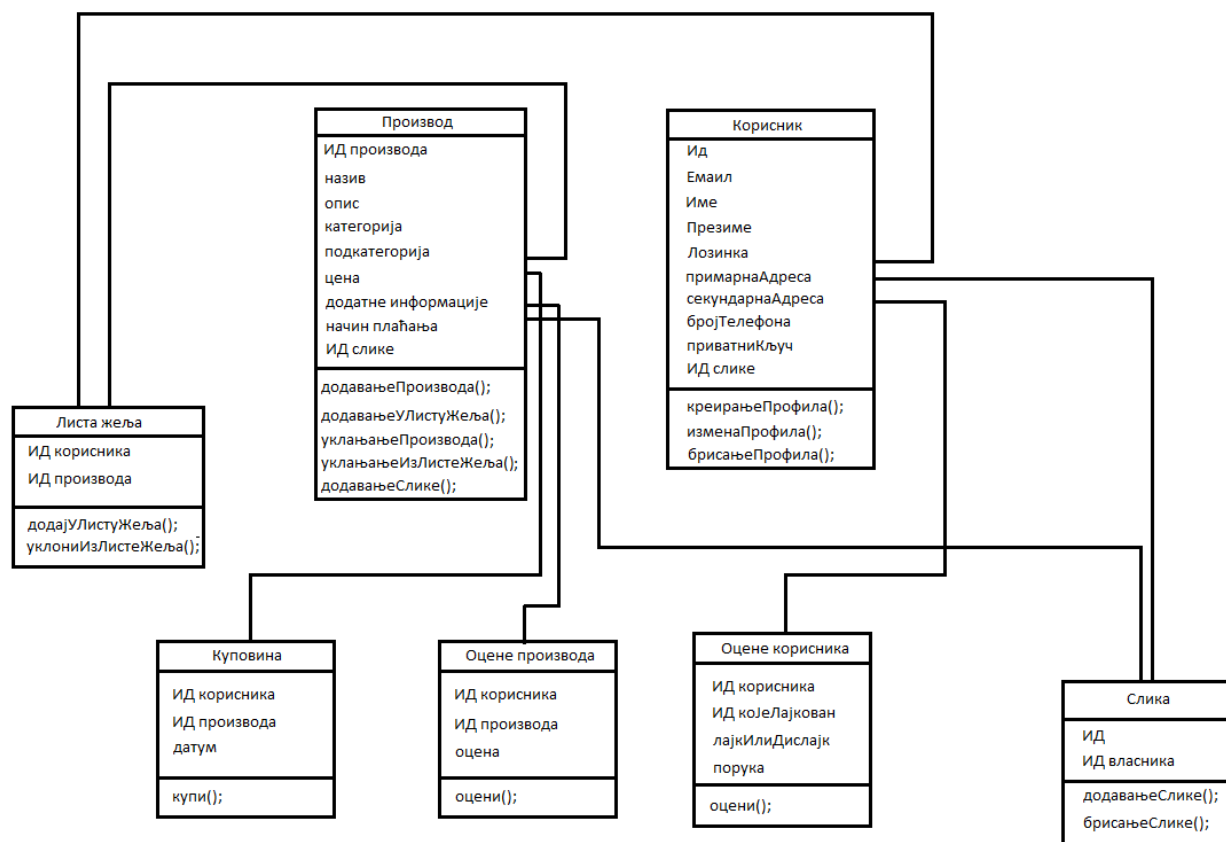 Производ
ИД производа
назив
опис
категорија
подкатегорија
цена
додатне информације
начин плаћања
ИД слике
додавањеПроизвода();
додавањеУЛистуЖеља();
уклањањеПроизвода();
уклањањеИзЛистеЖеља();
додавањеСлике();
Корисник
Ид
Емаил
Име
Презиме
Лозинка
примарнаАдреса
секундарнаАдреса
бројТелефона
приватниКључ
ИД слике
креирањеПрофила();
изменаПрофила();
брисањеПрофила();
Листа жеља
ИД корисника
ИД производа
додајУЛистуЖеља();
уклониИзЛистеЖеља();
Куповина
ИД корисника
ИД производа
датум
купи();
Оцене производа
ИД корисника
ИД производа
оцена
оцени();
Оцене корисника
ИД корисника
ИД коЈеЛајкован
лајкИлиДислајк
порука
оцени();
Слика
ИД
ИД власника
додавањеСлике();
брисањеСлике();